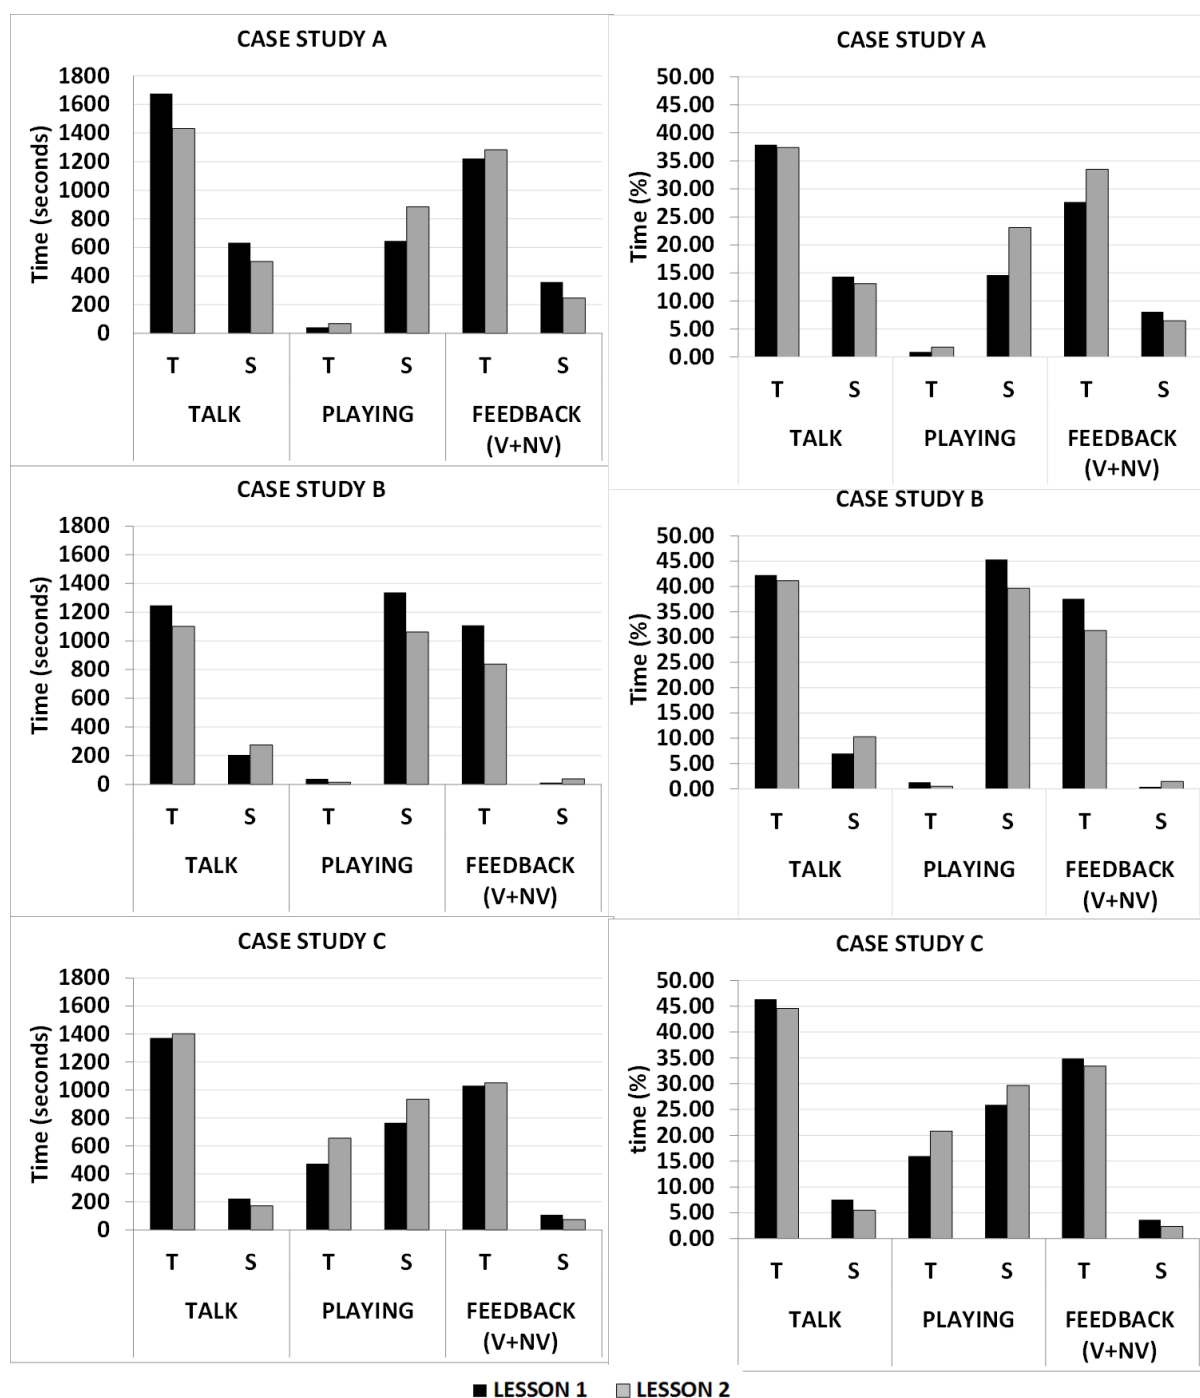 CASE STUDY A
Time (seconds)
1800
1600
1400
1200
1000
800
600
400
200
0
T S T S T S
TALK PLAYING FEEDBACK
(V+NV)
CASE STUDY A
Time (%)
50.00
45.00
40.00
35.00
30.00
25.00
20.00
15.00
10.00
5.00
0.00
T S T S T S
TALK PLAYING FEEDBACK
(V+NV)
CASE STUDY B
Time (seconds)
1800
1600
1400
1200
1000
800
600
400
200
0
T S T S T S
TALK PLAYING FEEDBACK
(V+NV)
CASE STUDY B
Time (%)
50.00
45.00
40.00
35.00
30.00
25.00
20.00
15.00
10.00
5.00
0.00
T S T S T S
TALK PLAYING FEEDBACK
(V+NV)
CASE STUDY C
Time (seconds)
1800
1600
1400
1200
1000
800
600
400
200
0
T S T S T S
TALK PLAYING FEEDBACK
(V+NV)
CASE STUDY C
time (%)
50.00
45.00
40.00
35.00
30.00
25.00
20.00
15.00
10.00
5.00
0.00
T S T S T S
TALK PLAYING FEEDBACK
(V+NV)
LESSON 1 LESSON 2